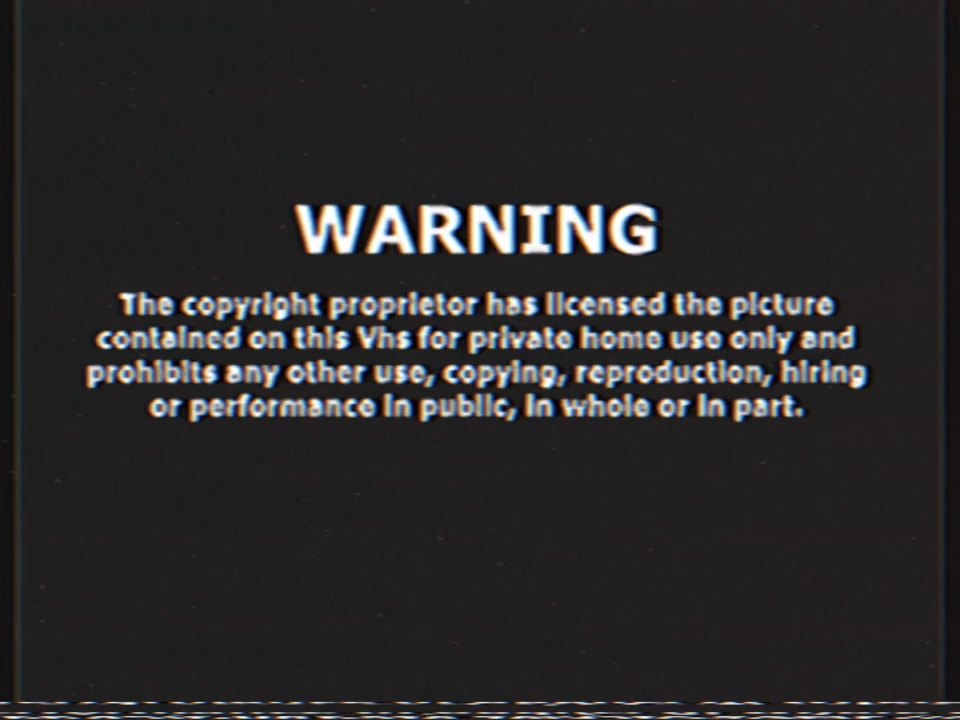 WARNING
The copyright proprietor has licensed the picture
contained on this Vhs for private home use only and
prohibits any other use, copying, reproduction, hiring
or performance in public, in whole or in part.